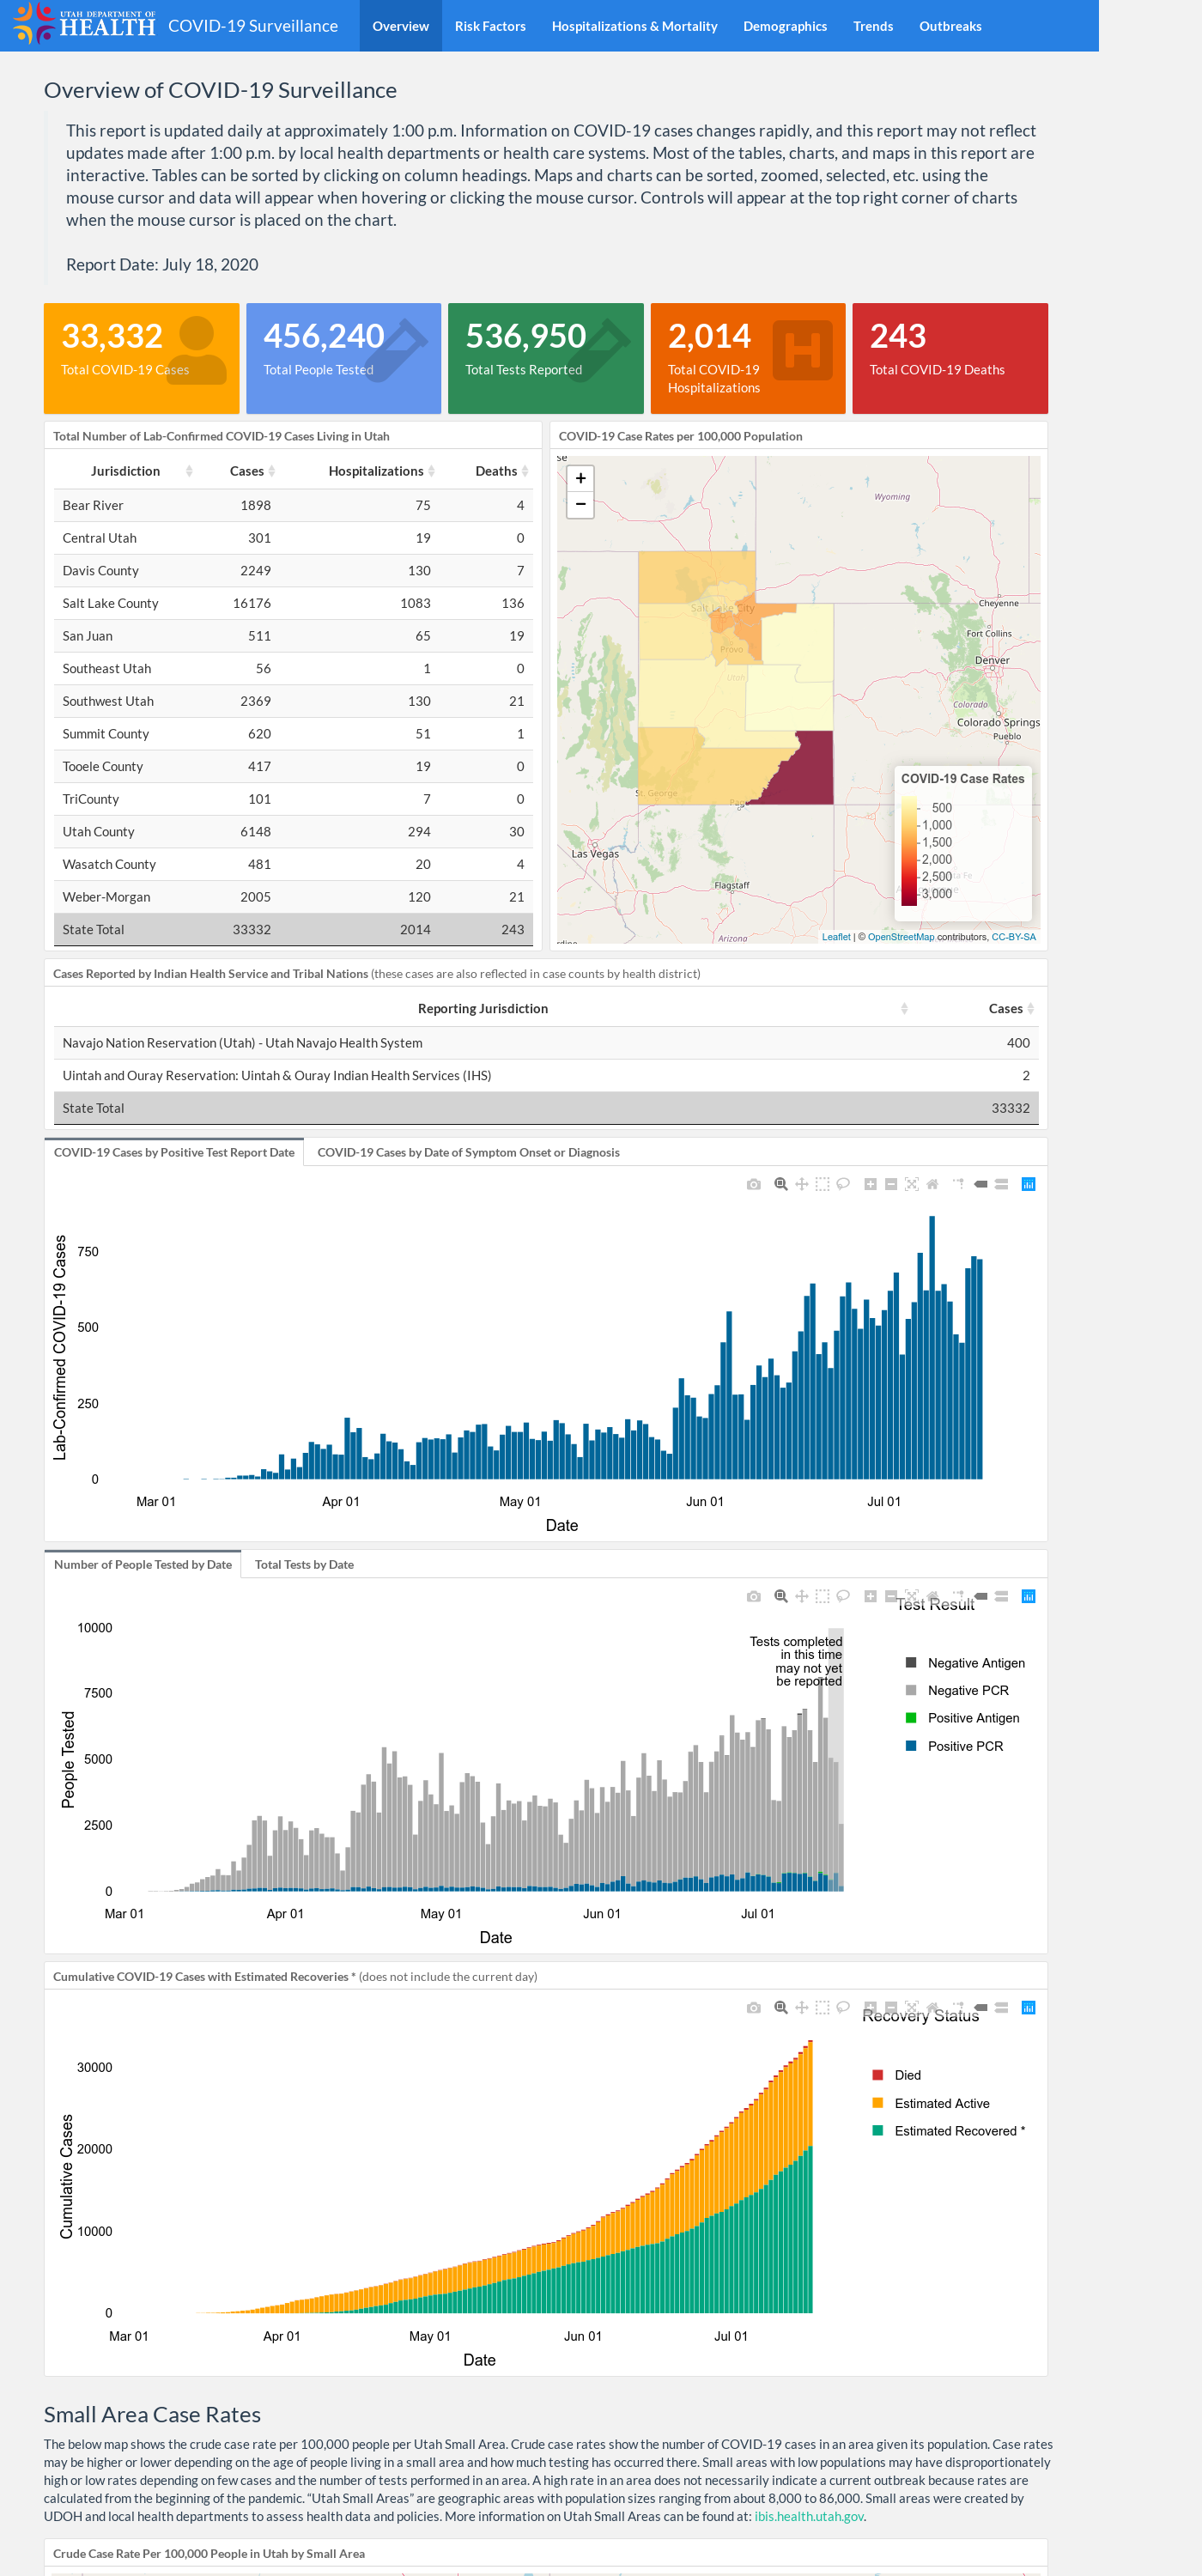 UTAH DEPARTMENT OF
HEALTH
COVID-19 Surveillance
Overview
Risk Factors
Hospitalizations & Mortality
Demographics
Trends
Outbreaks
Overview of COVID-19 Surveillance
This report is updated daily at approximately 1:00 p.m. Information on COVID-19 cases changes rapidly, and this report may not reflect
updates made after 1:00 p.m. by local health departments or health care systems. Most of the tables, charts, and maps in this report are
interactive. Tables can be sorted by clicking on column headings. Maps and charts can be sorted, zoomed, selected, etc. using the
mouse cursor and data will appear when hovering or clicking the mouse cursor. Controls will appear at the top right corner of charts
when the mouse cursor is placed on the chart.
Report Date: July 18, 2020
33,332
Total COVID-19 Cases
456,240
Total People Tested
536,950
Total Tests Reported
2,014
Total COVID-19
Hospitalizations
243
Total COVID-19 Deaths
Total Number of Lab-Confirmed COVID-19 Cases Living in Utah
Jurisdiction Cases Hospitalizations Deaths
Bear River 1898 75 4
Central Utah 301 19 0
Davis County 2249 130 7
Salt Lake County 16176 1083 136
San Juan 511 65 19
Southeast Utah 56 1 0
Southwest Utah 2369 130 21
Summit County 620 51 1
Tooele County 417 19 0
TriCounty 101 7 0
Utah County 6148 294 30
Wasatch County 481 20 4
Weber-Morgan 2005 120 21
State Total 33332 2014 243
COVID-19 Case Rates per 100,000 Population
se
+
−
Wyoming
Salt Lake City
Cheyenne
Fort Collins
Provo
Denver
Utah
Colorado
Colorado Springs
Pueblo
St. George
Las Vegas
Flagstaff
Arizona
COVID-19 Case Rates
500
1,000
1,500
2,000
2,500
3,000
Leaflet | © OpenStreetMap contributors, CC-BY-SA
Cases Reported by Indian Health Service and Tribal Nations (these cases are also reflected in case counts by health district)
Reporting Jurisdiction Cases
Navajo Nation Reservation (Utah) - Utah Navajo Health System 400
Uintah and Ouray Reservation: Uintah & Ouray Indian Health Services (IHS) 2
State Total 33332
COVID-19 Cases by Positive Test Report Date
COVID-19 Cases by Date of Symptom Onset or Diagnosis
Lab-Confirmed COVID-19 Cases
750
500
250
0
Mar 01 Apr 01 May 01 Jun 01 Jul 01
Date
Number of People Tested by Date
Total Tests by Date
Test Result
People Tested
10000
7500
5000
2500
0
Tests completed
in this time
may not yet
be reported
Negative Antigen
Negative PCR
Positive Antigen
Positive PCR
Mar 01 Apr 01 May 01 Jun 01 Jul 01
Date
Cumulative COVID-19 Cases with Estimated Recoveries * (does not include the current day)
Recovery Status
Cumulative Cases
30000
20000
10000
0
Died
Estimated Active
Estimated Recovered *
Mar 01 Apr 01 May 01 Jun 01 Jul 01
Date
Small Area Case Rates
The below map shows the crude case rate per 100,000 people per Utah Small Area. Crude case rates show the number of COVID-19 cases in an area given its population. Case rates
may be higher or lower depending on the age of people living in a small area and how much testing has occurred there. Small areas with low populations may have disproportionately
high or low rates depending on few cases and the number of tests performed in an area. A high rate in an area does not necessarily indicate a current outbreak because rates are
calculated from the beginning of the pandemic. “Utah Small Areas” are geographic areas with population sizes ranging from about 8,000 to 86,000. Small areas were created by
UDOH and local health departments to assess health data and policies. More information on Utah Small Areas can be found at: ibis.health.utah.gov.
Crude Case Rate Per 100,000 People in Utah by Small Area